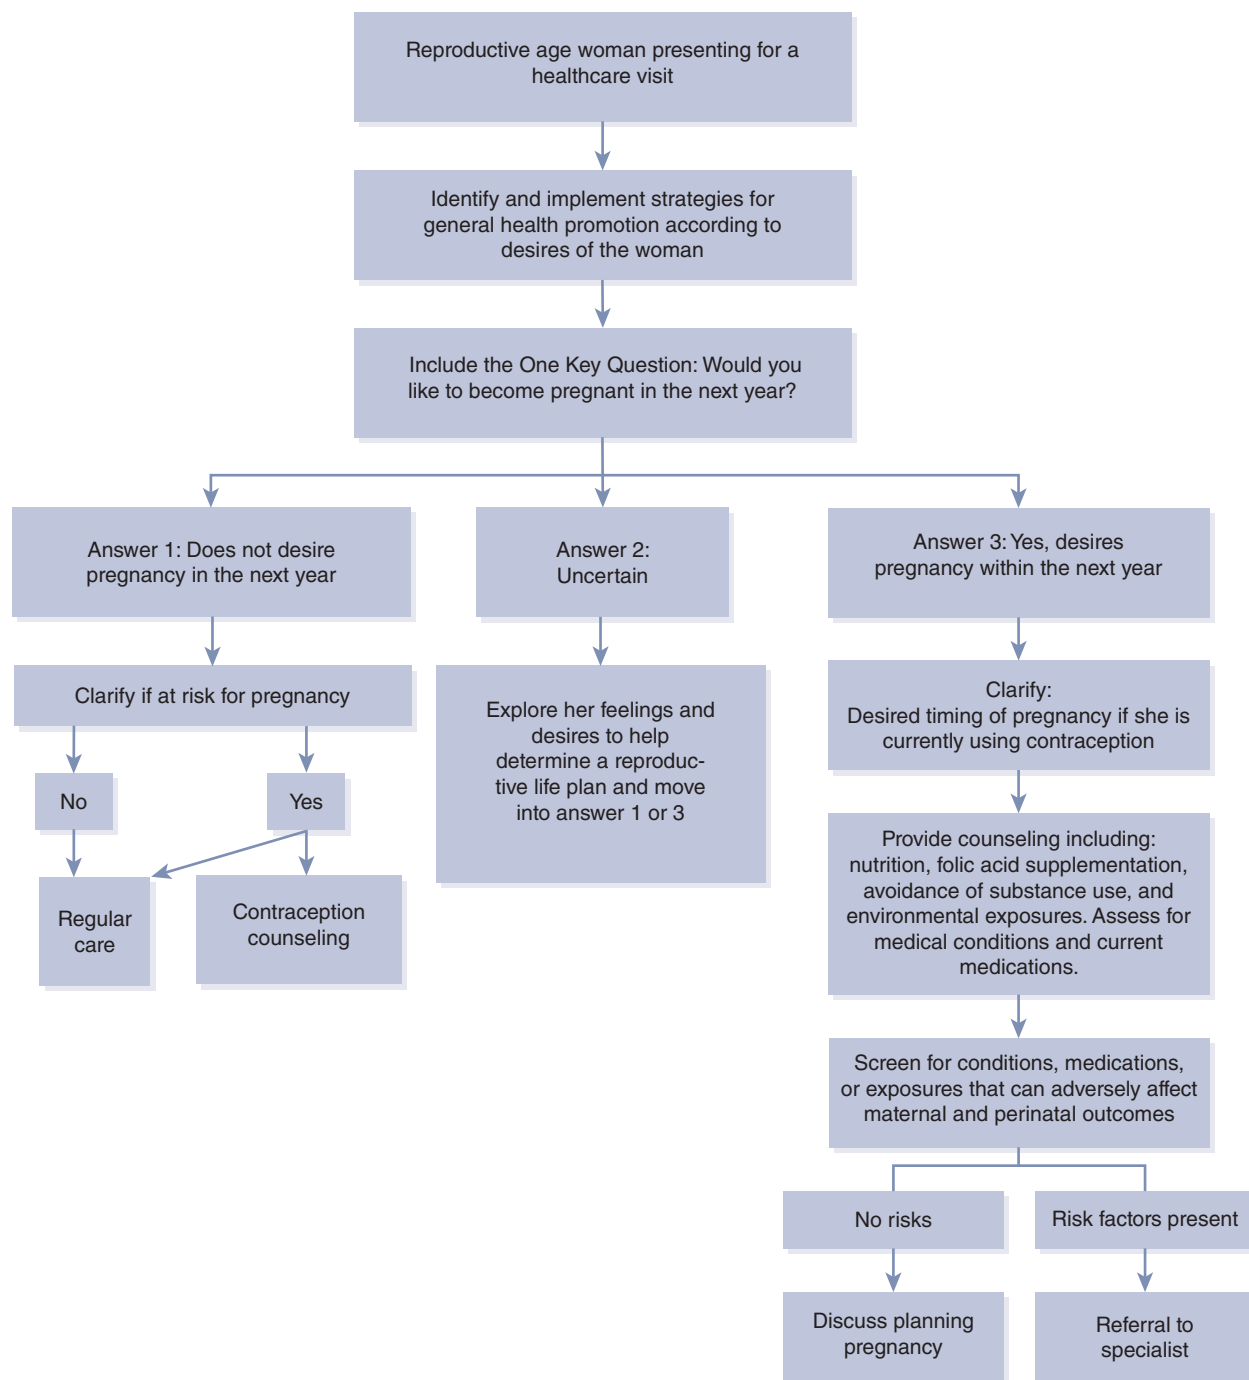 Reproductive age woman presenting for a
healthcare visit
Identify and implement strategies for
general health promotion according to
desires of the woman
Include the One Key Question: Would you
like to become pregnant in the next year?
Answer 1: Does not desire
pregnancy in the next year
Answer 2:
Uncertain
Answer 3: Yes, desires
pregnancy within the next year
Clarify if at risk for pregnancy
No
Yes
Regular
care
Contraception
counseling
Explore her feelings and
desires to help
determine a reproduc-
tive life plan and move
into answer 1 or 3
Clarify:
Desired timing of pregnancy if she is
currently using contraception
Provide counseling including:
nutrition, folic acid supplementation,
avoidance of substance use, and
environmental exposures. Assess for
medical conditions and current
medications.
Screen for conditions, medications,
or exposures that can adversely affect
maternal and perinatal outcomes
No risks
Risk factors present
Discuss planning
pregnancy
Referral to
specialist